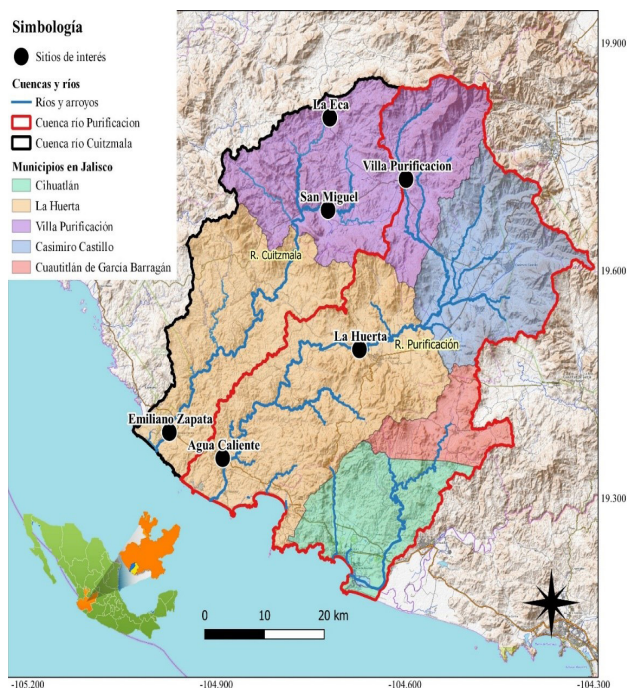 Simbología
Sitios de interés
Cuencas y ríos
Ríos y arroyos
Cuenca río Purificacion
Cuenca río Cuitzmala
Municipios en Jalisco
Cihuatlán
La Huerta
Villa Purificación
Casimiro Castillo
Cuautitlán de García Barragán
La Eca
Villa Purificacion
San Miguel
R. Cuitzmala
La Huerta
R. Purificación
Emiliano Zapata
Agua Caliente
19.900
19.600
19.300
0 10 20 km
-105.200 -104.900 -104.600 -104.300